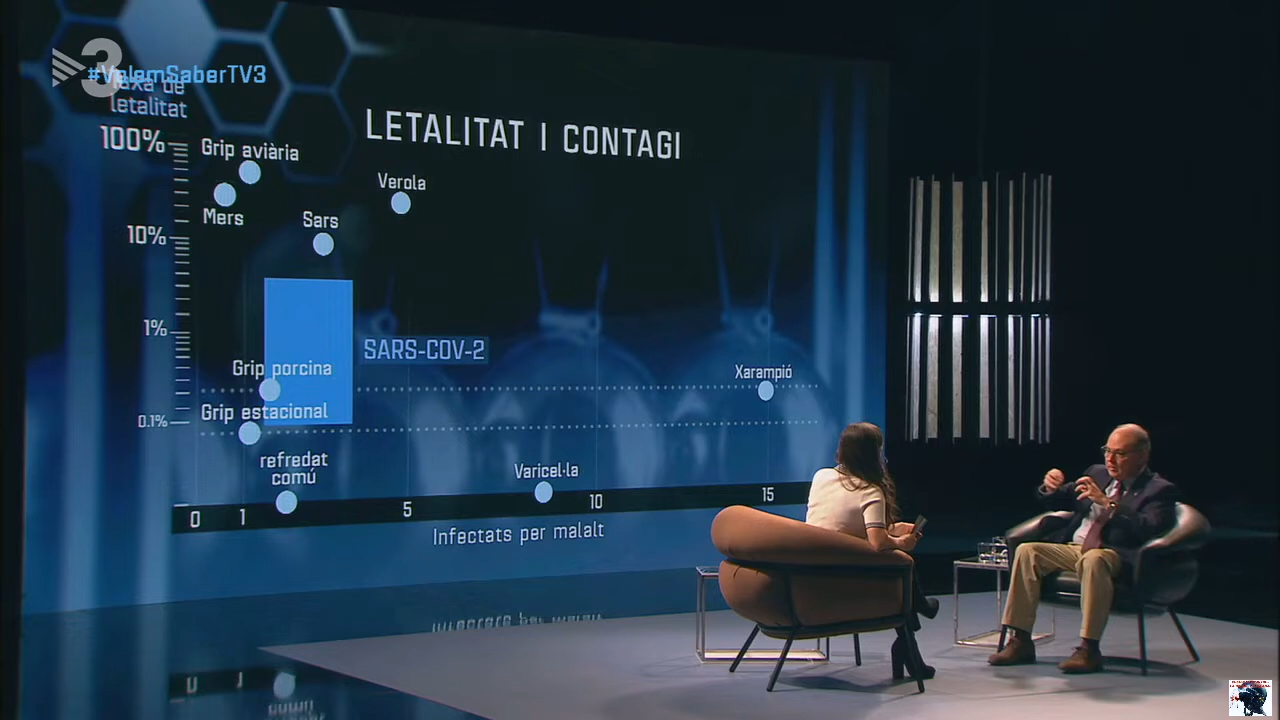 3
#ValemSaberTV3
Taxa de
letalitat
LETALITAT I CONTAGI
100%
Grip aviària
Verola
Mers
Sars
10%
1%
SARS-COV-2
Grip porcina
Xarampió
Grip estacional
0.1%
refredat
comú
Varicel·la
0 1 5 10 15
Infectats per malalt